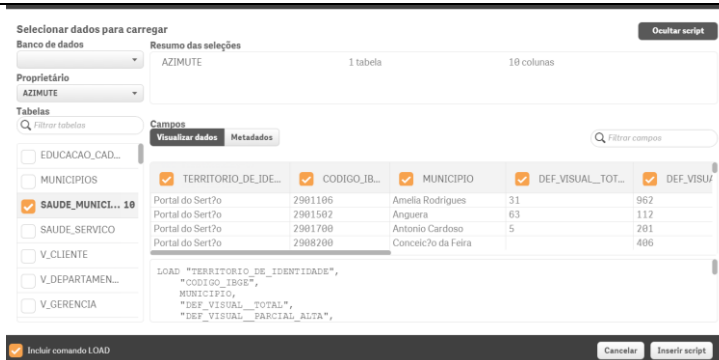 Selecionar dados para carregar
Ocultar script
Banco de dados
Resumo das seleções
AZIMUTE 1 tabela 10 colunas
Proprietário
AZIMUTE
Tabelas
Filtrar tabelas
Campos
Visualizar dados Metadados
Filtrar campos
EDUCACAO_CAD...
MUNICIPIOS
SAUDE_MUNICI... 10
SAUDE_SERVICO
V_CLIENTE
V_DEPARTAMEN...
V_GERENCIA
TERRITORIO_DE_IDE... CODIGO_IB... MUNICIPIO DEF_VISUAL__TOT... DEF_VISUA
Portal do Sert?o 2901106 Amelia Rodrigues 31 962
Portal do Sert?o 2901502 Anguera 63 112
Portal do Sert?o 2901700 Antonio Cardoso 5 201
Portal do Sert?o 2908200 Conceic?o da Feira 406
LOAD "TERRITORIO_DE_IDENTIDADE",
"CODIGO_IBGE",
MUNICIPIO,
"DEF_VISUAL__TOTAL",
"DEF_VISUAL__PARCIAL_ALTA",
Incluir comando LOAD
Cancelar Inserir script